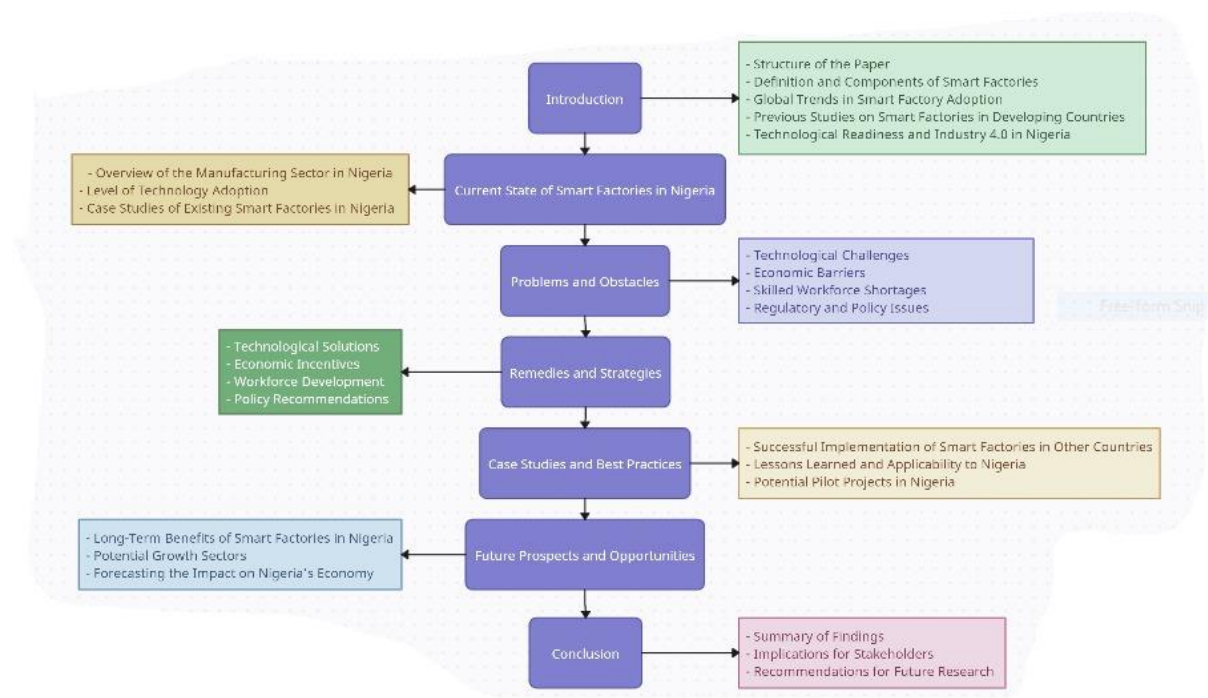 Introduction
- Structure of the Paper
- Definition and Components of Smart Factories
- Global Trends in Smart Factory Adoption
- Previous Studies on Smart Factories in Developing Countries
- Technological Readiness and Industry 4.0 in Nigeria
- Overview of the Manufacturing Sector in Nigeria
- Level of Technology Adoption
- Case Studies of Existing Smart Factories in Nigeria
Current State of Smart Factories in Nigeria
Problems and Obstacles
- Technological Challenges
- Economic Barriers
- Skilled Workforce Shortages
- Regulatory and Policy Issues
Free-form Snip
- Technological Solutions
- Economic Incentives
- Workforce Development
- Policy Recommendations
Remedies and Strategies
Case Studies and Best Practices
- Successful Implementation of Smart Factories in Other Countries
- Lessons Learned and Applicability to Nigeria
- Potential Pilot Projects in Nigeria
- Long-Term Benefits of Smart Factories in Nigeria
- Potential Growth Sectors
- Forecasting the Impact on Nigeria's Economy
Future Prospects and Opportunities
Conclusion
- Summary of Findings
- Implications for Stakeholders
- Recommendations for Future Research